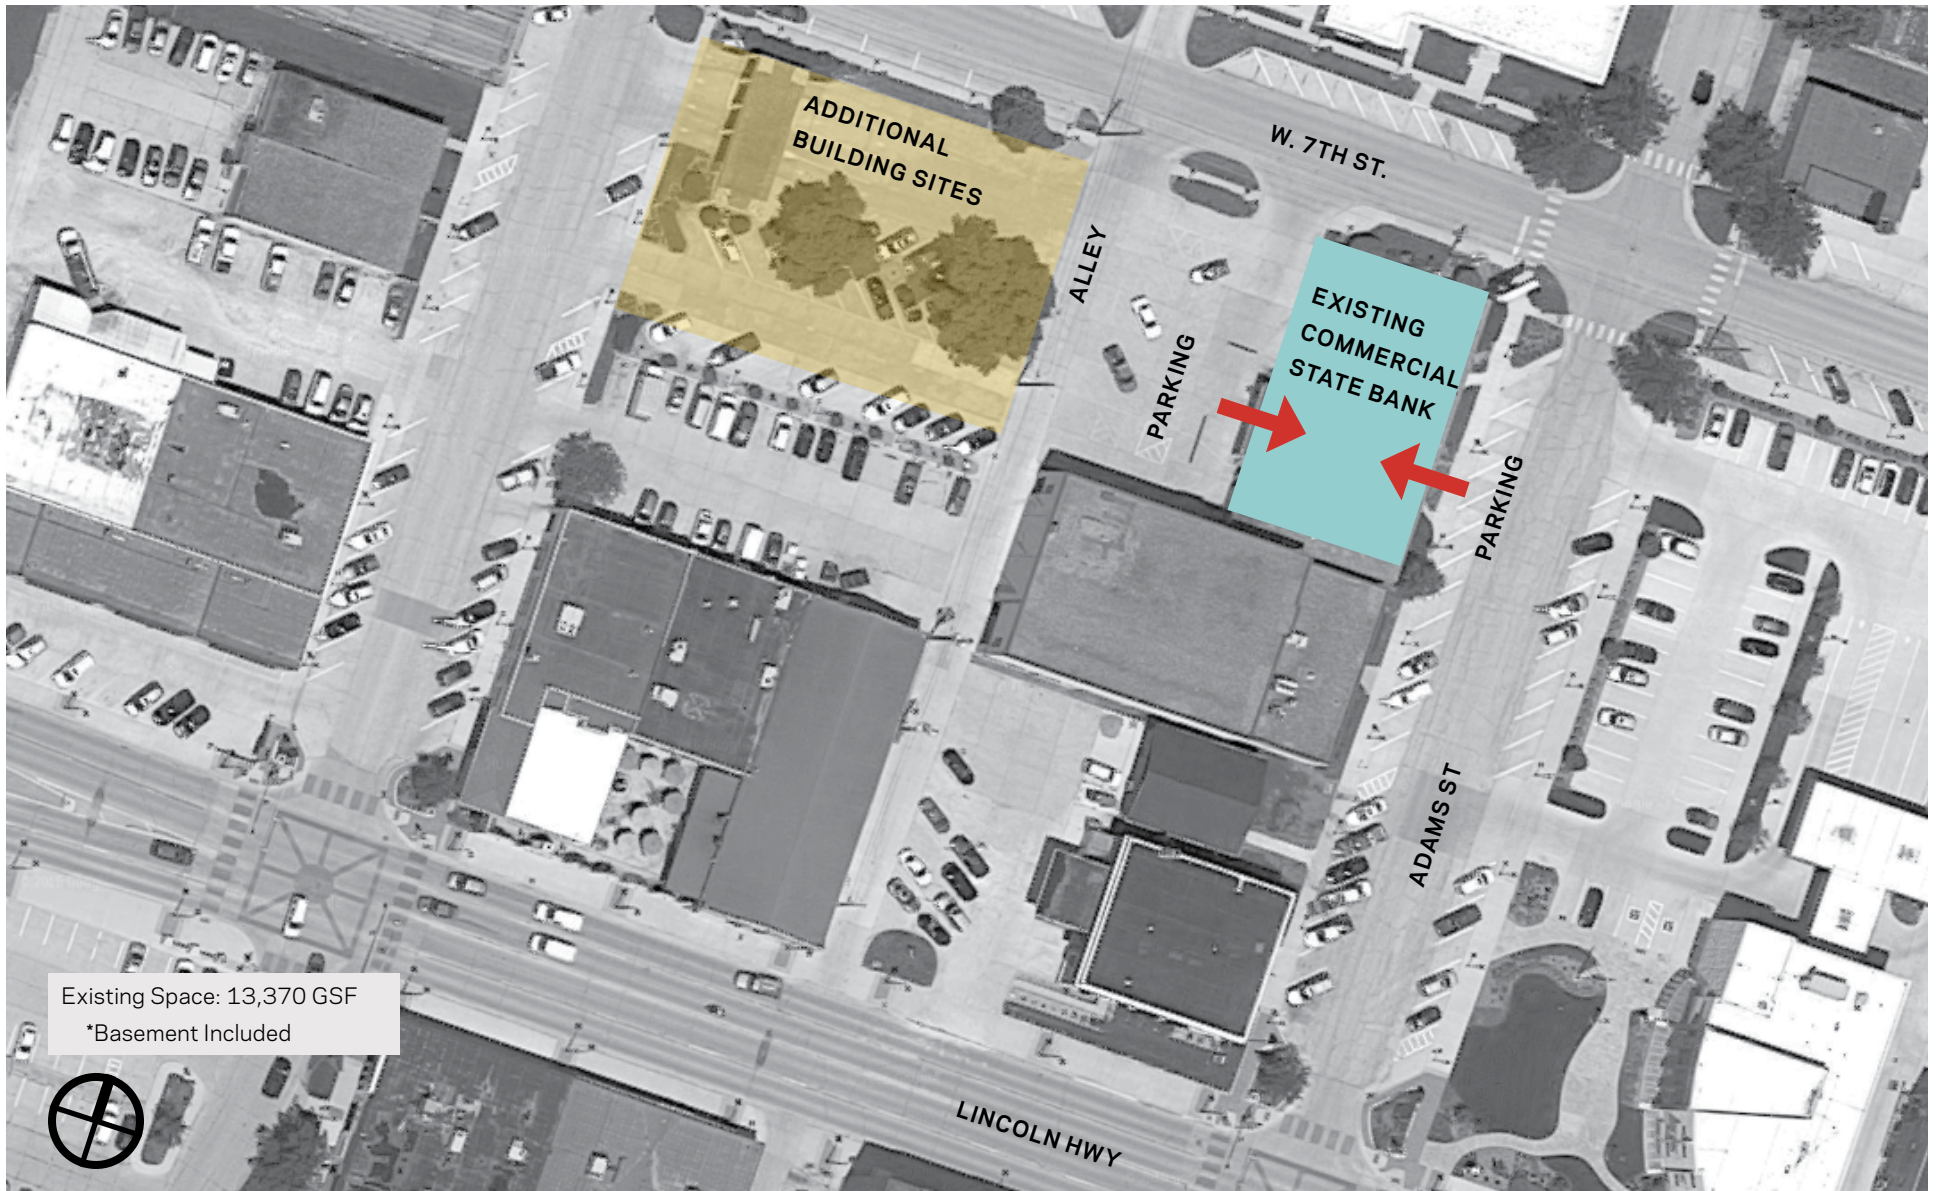 ADDITIONAL
BUILDING SITES
W. 7TH ST.
ALLEY
PARKING
EXISTING
COMMERCIAL
STATE BANK
PARKING
ADAMS ST
Existing Space: 13,370 GSF
*Basement Included
LINCOLN HWY